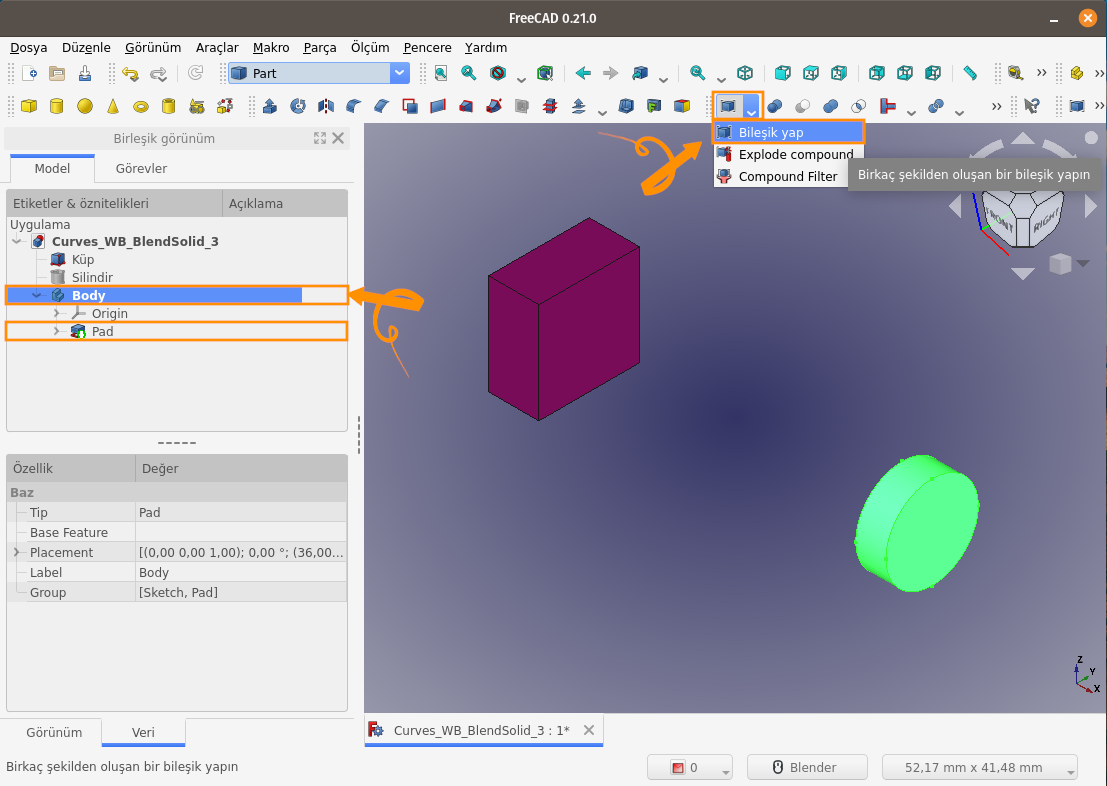 FreeCAD 0.21.0
Dosya Düzenle Görünüm Araçlar Makro Parça Ölçüm Pencere Yardım
Part
Birleşik görünüm
Bileşik yap
Model Görevler
Explode compound
Birkaç şekilden oluşan bir bileşik yapın
Compound Filter
Etiketler & öznitelikleri Açıklama
FRONT RIGHT
Uygulama
Curves_WB_BlendSolid_3
Küp
Silindir
Body
Origin
Pad
Özellik Değer
Baz
Tip Pad
Base Feature
Placement [(0,00 0,00 1,00); 0,00 °; (36,00...
Label Body
Group [Sketch, Pad]
Z
Y
X
Görünüm Veri
Curves_WB_BlendSolid_3 : 1*
Birkaç şekilden oluşan bir bileşik yapın
0 Blender 52,17 mm x 41,48 mm